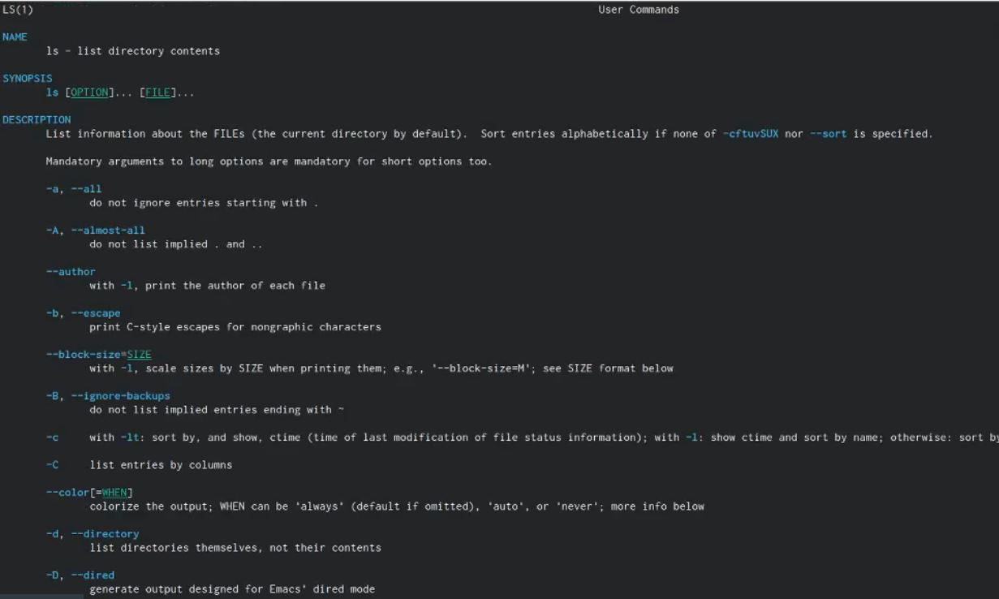 LS(1) User Commands
NAME
ls - list directory contents
SYNOPSIS
ls [OPTION]... [FILE]...
DESCRIPTION
List information about the FILEs (the current directory by default). Sort entries alphabetically if none of -cftuvSUX nor --sort is specified.
Mandatory arguments to long options are mandatory for short options too.
-a, --all
do not ignore entries starting with .
-A, --almost-all
do not list implied . and ..
--author
with -l, print the author of each file
-b, --escape
print C-style escapes for nongraphic characters
--block-size=SIZE
with -l, scale sizes by SIZE when printing them; e.g., '--block-size=M'; see SIZE format below
-B, --ignore-backups
do not list implied entries ending with ~
-c with -lt: sort by, and show, ctime (time of last modification of file status information); with -l: show ctime and sort by name; otherwise: sort by
-C list entries by columns
--color[=WHEN]
colorize the output; WHEN can be 'always' (default if omitted), 'auto', or 'never'; more info below
-d, --directory
list directories themselves, not their contents
-D, --dired
generate output designed for Emacs' dired mode